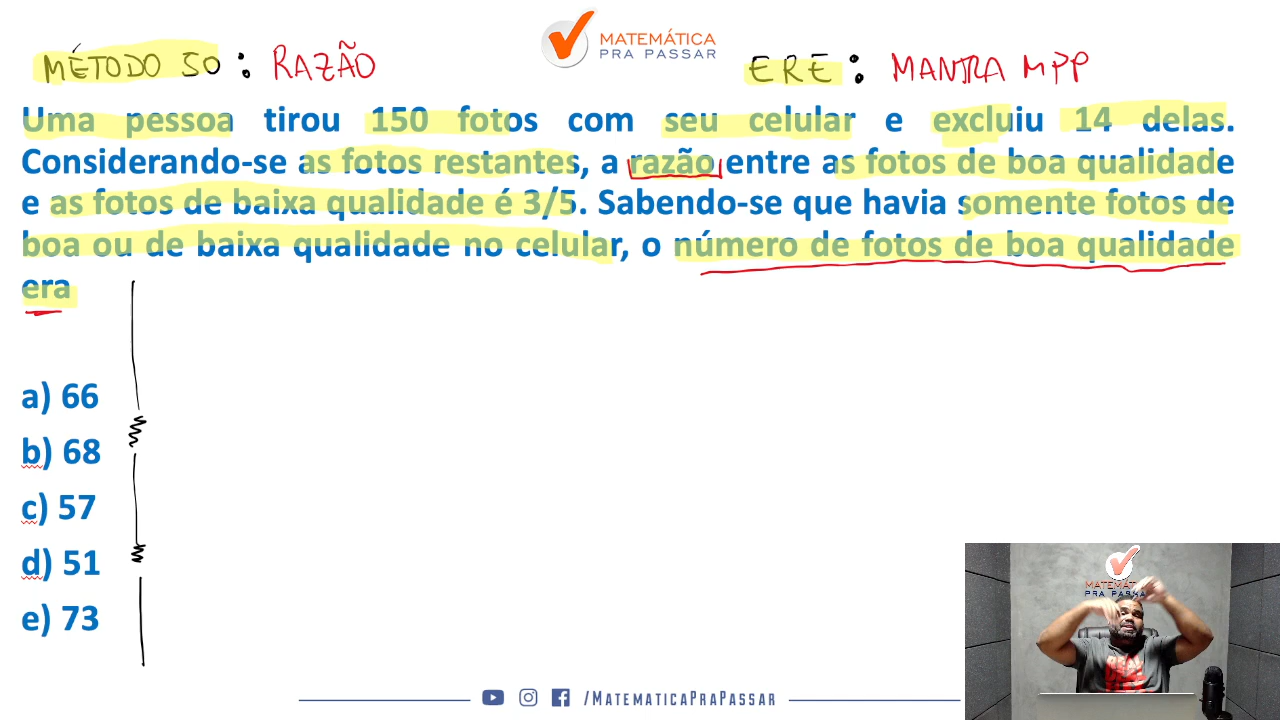 MATEMÁTICA
PRA PASSAR
MÉTODO 50: RAZÃO
ERE: MANTRA MPP
Uma pessoa tirou 150 fotos com seu celular e excluiu 14 delas.
Considerando-se as fotos restantes, a razão entre as fotos de boa qualidade
e as fotos de baixa qualidade é 3/5. Sabendo-se que havia somente fotos de
boa ou de baixa qualidade no celular, o número de fotos de boa qualidade
era
a) 66
b) 68
c) 57
d) 51
e) 73
MATEMÁTICA
PRA PASSA
/MATEMATICAPRAPASSAR